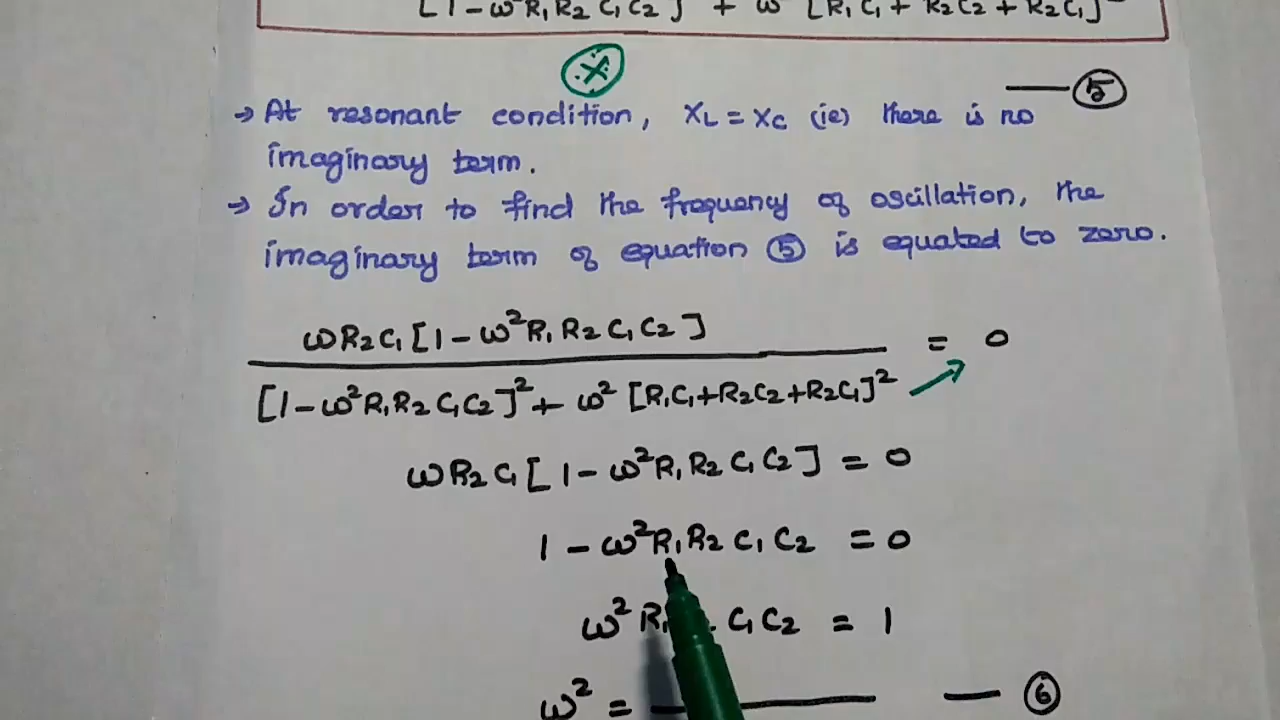 [1 - ω²R₁R₂C₁C₂] + ω [R₁C₁ + R₂C₂ + R₂C₁]
X
5
→ At resonant condition, XL = XC (ie) there is no
imaginary term.
→ In order to find the frequency of oscillation, the
imaginary term of equation 5 is equated to zero.
ωR₂C₁[1 - ω²R₁R₂C₁C₂]
= 0
[1 - ω²R₁R₂C₁C₂]² + ω² [R₁C₁+R₂C₂+R₂C₁]²
ωR₂C₁[1 - ω²R₁R₂C₁C₂] = 0
1 - ω²R₁R₂C₁C₂ = 0
ω²R₁ C₁C₂ = 1
ω² = 6